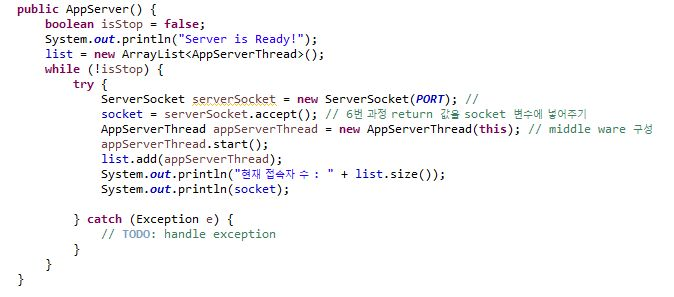 public AppServer() {
boolean isStop = false;
System.out.println("Server is Ready!");
list = new ArrayList<AppServerThread>();
while (!isStop) {
try {
ServerSocket serverSocket = new ServerSocket(PORT); //
socket = serverSocket.accept(); // 6번 과정 return 값을 socket 변수에 넣어주기
AppServerThread appServerThread = new AppServerThread(this); // middle ware 구성
appServerThread.start();
list.add(appServerThread);
System.out.println("현재 접속자 수 : " + list.size());
System.out.println(socket);
} catch (Exception e) {
// TODO: handle exception
}
}
}